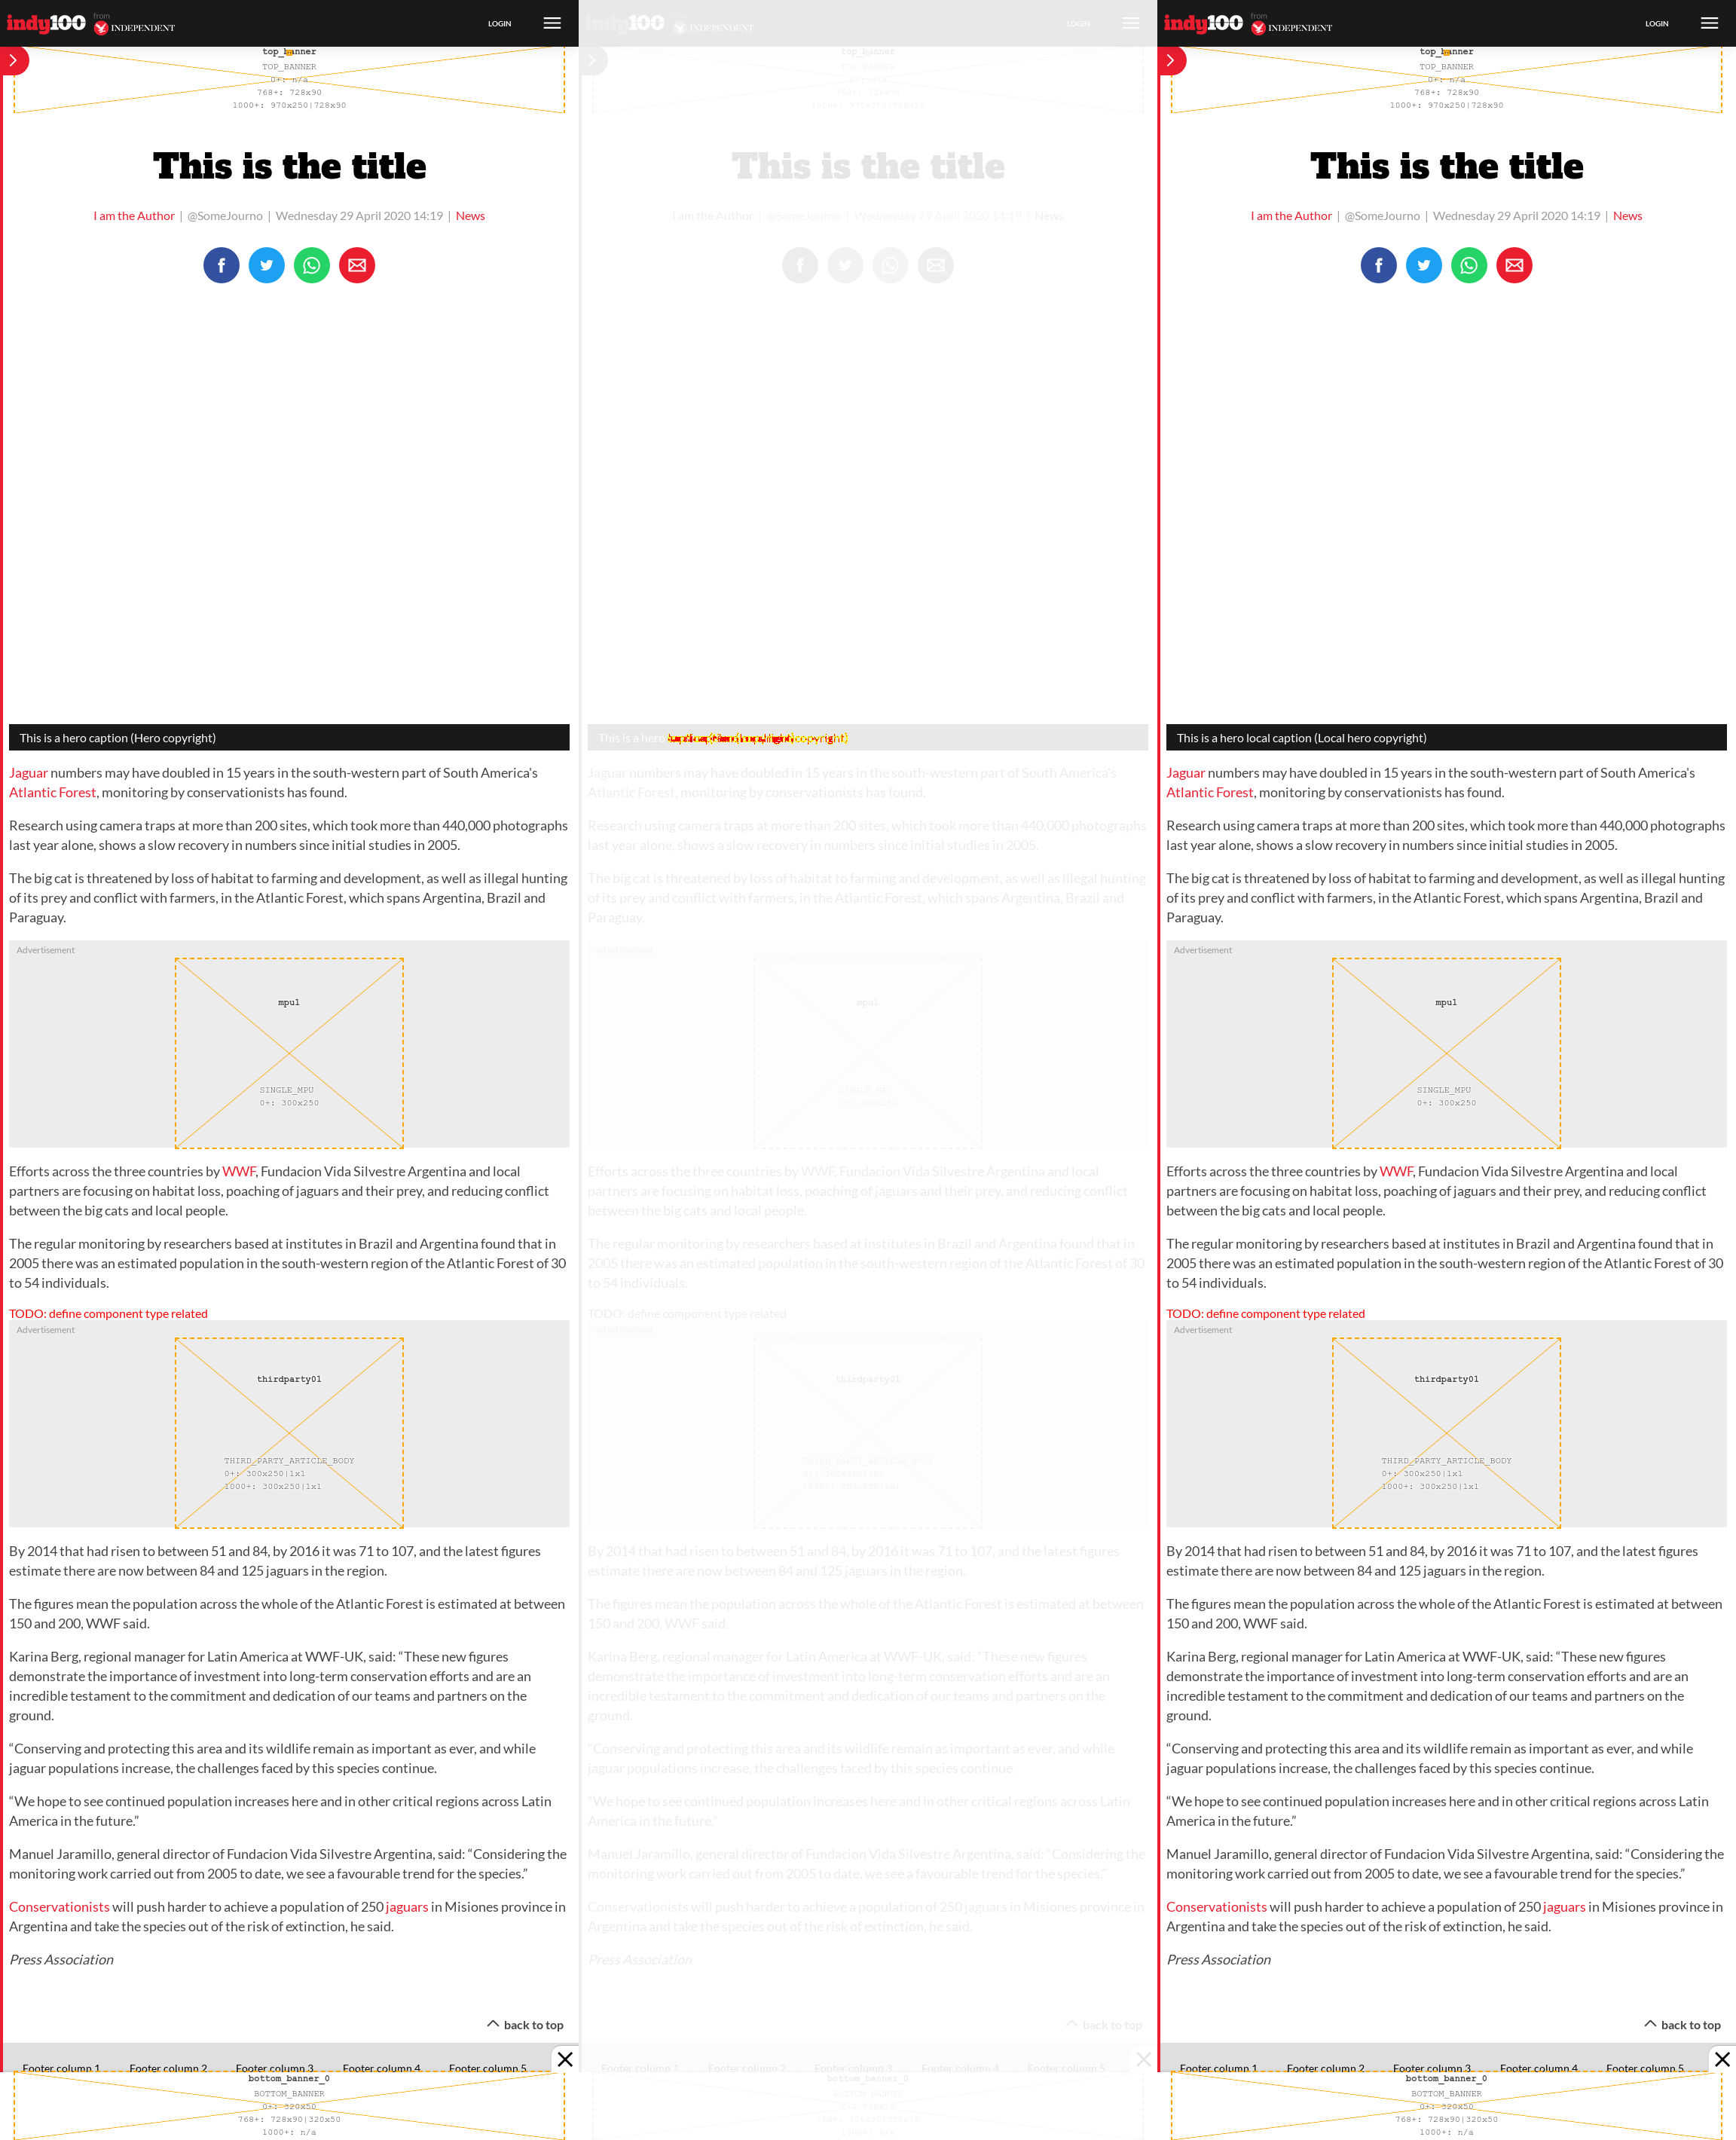 indy100
from
INDEPENDENT
LOGIN
top_banner
TOP_BANNER
0+: n/a
768+: 728x90
1000+: 970x250|728x90
This is the title
I am the Author | @SomeJourno | Wednesday 29 April 2020 14:19 | News
This is a hero caption (Hero copyright)
Jaguar numbers may have doubled in 15 years in the south-western part of South America's
Atlantic Forest, monitoring by conservationists has found.
Research using camera traps at more than 200 sites, which took more than 440,000 photographs
last year alone, shows a slow recovery in numbers since initial studies in 2005.
The big cat is threatened by loss of habitat to farming and development, as well as illegal hunting
of its prey and conflict with farmers, in the Atlantic Forest, which spans Argentina, Brazil and
Paraguay.
Advertisement
mpu1
SINGLE_MPU
0+: 300x250
Efforts across the three countries by WWF, Fundacion Vida Silvestre Argentina and local
partners are focusing on habitat loss, poaching of jaguars and their prey, and reducing conflict
between the big cats and local people.
The regular monitoring by researchers based at institutes in Brazil and Argentina found that in
2005 there was an estimated population in the south-western region of the Atlantic Forest of 30
to 54 individuals.
TODO: define component type related
Advertisement
thirdparty01
THIRD_PARTY_ARTICLE_BODY
0+: 300x250|1x1
1000+: 300x250|1x1
By 2014 that had risen to between 51 and 84, by 2016 it was 71 to 107, and the latest figures
estimate there are now between 84 and 125 jaguars in the region.
The figures mean the population across the whole of the Atlantic Forest is estimated at between
150 and 200, WWF said.
Karina Berg, regional manager for Latin America at WWF-UK, said: “These new figures
demonstrate the importance of investment into long-term conservation efforts and are an
incredible testament to the commitment and dedication of our teams and partners on the
ground.
“Conserving and protecting this area and its wildlife remain as important as ever, and while
jaguar populations increase, the challenges faced by this species continue.
“We hope to see continued population increases here and in other critical regions across Latin
America in the future.”
Manuel Jaramillo, general director of Fundacion Vida Silvestre Argentina, said: “Considering the
monitoring work carried out from 2005 to date, we see a favourable trend for the species.”
Conservationists will push harder to achieve a population of 250 jaguars in Misiones province in
Argentina and take the species out of the risk of extinction, he said.
Press Association
back to top
Footer column 1 Footer column 2 Footer column 3 Footer column 4 Footer column 5
bottom_banner_0
BOTTOM_BANNER
0+: 320x50
768+: 728x90|320x50
1000+: n/a
indy100
INDEPENDENT
LOGIN
top_banner
TOP_BANNER
768+: 728x90
1000+: 970x250|728x90
This is the title
I am the Author | @SomeJourno | Wednesday 29 April 2020 14:19 | News
This is a hero
Jaguar numbers may have doubled in 15 years in the south-western part of South America's
Atlantic Forest, monitoring by conservationists has found.
Research using camera traps at more than 200 sites, which took more than 440,000 photographs
last year alone, shows a slow recovery in numbers since initial studies in 2005.
The big cat is threatened by loss of habitat to farming and development, as well as illegal hunting
of its prey and conflict with farmers, in the Atlantic Forest, which spans Argentina, Brazil and
Paraguay.
Advertisement
mpu1
SINGLE_MPU
0+: 300x250
Efforts across the three countries by WWF, Fundacion Vida Silvestre Argentina and local
partners are focusing on habitat loss, poaching of jaguars and their prey, and reducing conflict
between the big cats and local people.
The regular monitoring by researchers based at institutes in Brazil and Argentina found that in
2005 there was an estimated population in the south-western region of the Atlantic Forest of 30
to 54 individuals.
TODO: define component type related
thirdparty01
By 2014 that had risen to between 51 and 84, by 2016 it was 71 to 107, and the latest figures
estimate there are now between 84 and 125 jaguars in the region.
The figures mean the population across the whole of the Atlantic Forest is estimated at between
150 and 200, WWF said.
Karina Berg, regional manager for Latin America at WWF-UK, said: “These new figures
demonstrate the importance of investment into long-term conservation efforts and are an
incredible testament to the commitment and dedication of our teams and partners on the
ground.
“Conserving and protecting this area and its wildlife remain as important as ever, and while
jaguar populations increase, the challenges faced by this species continue.
“We hope to see continued population increases here and in other critical regions across Latin
America in the future.”
Manuel Jaramillo, general director of Fundacion Vida Silvestre Argentina, said: “Considering the
monitoring work carried out from 2005 to date, we see a favourable trend for the species.”
Conservationists will push harder to achieve a population of 250 jaguars in Misiones province in
Argentina and take the species out of the risk of extinction, he said.
Press Association
back to top
Footer column 1 Footer column 2 Footer column 3 Footer column 4 Footer column 5
bottom_banner_0
BOTTOM_BANNER
indy100
from
INDEPENDENT
LOGIN
top_banner
TOP_BANNER
0+: n/a
768+: 728x90
1000+: 970x250|728x90
This is the title
I am the Author | @SomeJourno | Wednesday 29 April 2020 14:19 | News
This is a hero local caption (Local hero copyright)
Jaguar numbers may have doubled in 15 years in the south-western part of South America's
Atlantic Forest, monitoring by conservationists has found.
Research using camera traps at more than 200 sites, which took more than 440,000 photographs
last year alone, shows a slow recovery in numbers since initial studies in 2005.
The big cat is threatened by loss of habitat to farming and development, as well as illegal hunting
of its prey and conflict with farmers, in the Atlantic Forest, which spans Argentina, Brazil and
Paraguay.
Advertisement
mpu1
SINGLE_MPU
0+: 300x250
Efforts across the three countries by WWF, Fundacion Vida Silvestre Argentina and local
partners are focusing on habitat loss, poaching of jaguars and their prey, and reducing conflict
between the big cats and local people.
The regular monitoring by researchers based at institutes in Brazil and Argentina found that in
2005 there was an estimated population in the south-western region of the Atlantic Forest of 30
to 54 individuals.
TODO: define component type related
Advertisement
thirdparty01
THIRD_PARTY_ARTICLE_BODY
0+: 300x250|1x1
1000+: 300x250|1x1
By 2014 that had risen to between 51 and 84, by 2016 it was 71 to 107, and the latest figures
estimate there are now between 84 and 125 jaguars in the region.
The figures mean the population across the whole of the Atlantic Forest is estimated at between
150 and 200, WWF said.
Karina Berg, regional manager for Latin America at WWF-UK, said: “These new figures
demonstrate the importance of investment into long-term conservation efforts and are an
incredible testament to the commitment and dedication of our teams and partners on the
ground.
“Conserving and protecting this area and its wildlife remain as important as ever, and while
jaguar populations increase, the challenges faced by this species continue.
“We hope to see continued population increases here and in other critical regions across Latin
America in the future.”
Manuel Jaramillo, general director of Fundacion Vida Silvestre Argentina, said: “Considering the
monitoring work carried out from 2005 to date, we see a favourable trend for the species.”
Conservationists will push harder to achieve a population of 250 jaguars in Misiones province in
Argentina and take the species out of the risk of extinction, he said.
Press Association
back to top
Footer column 1 Footer column 2 Footer column 3 Footer column 4 Footer column 5
bottom_banner_0
BOTTOM_BANNER
0+: 320x50
768+: 728x90|320x50
1000+: n/a